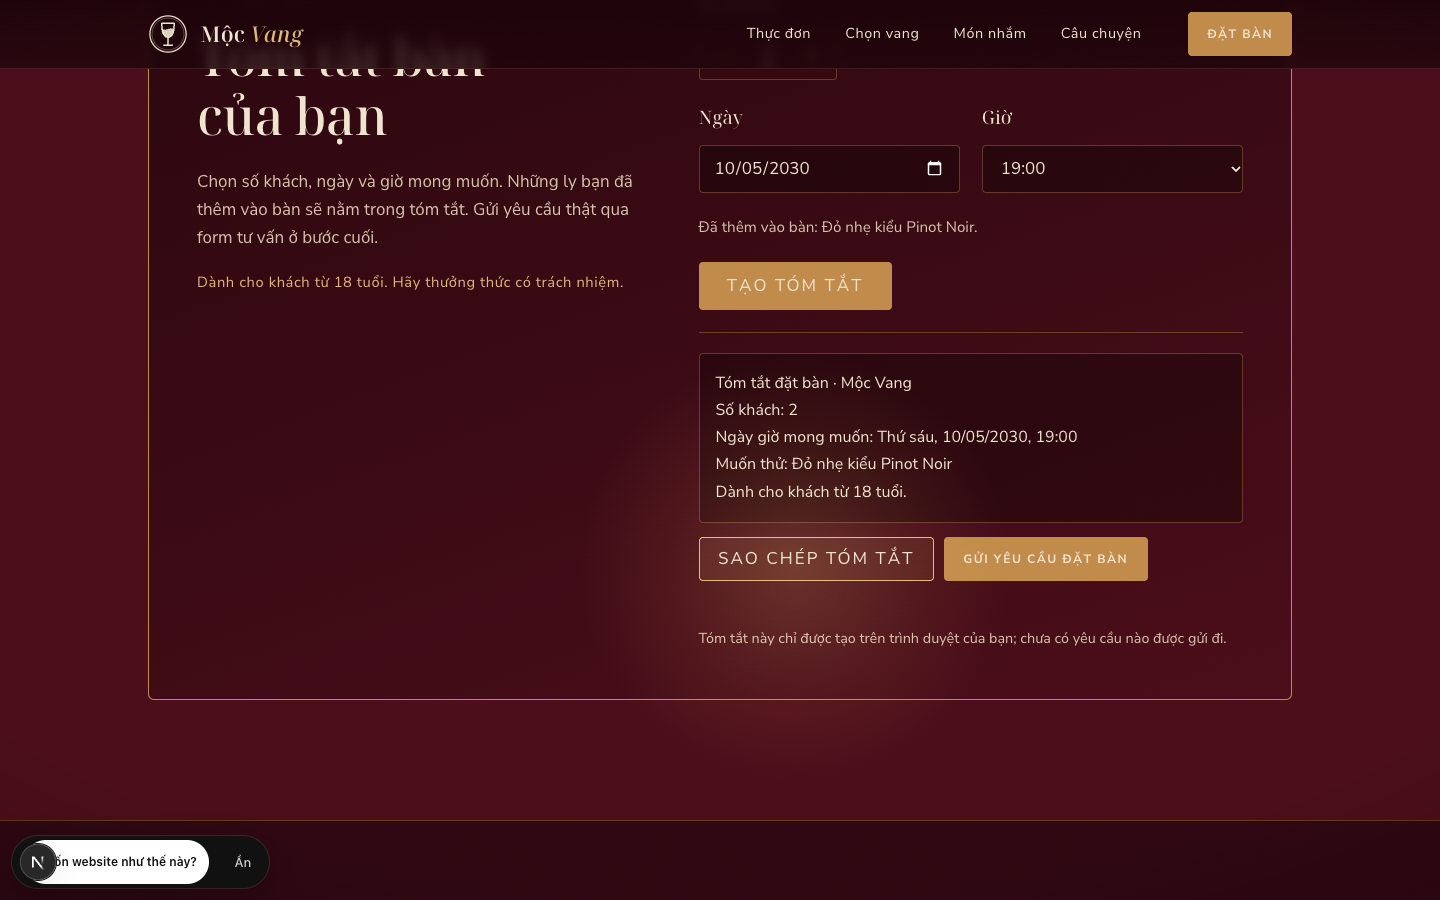 Mộc Vang
Thực đơn
Chọn vang
Món nhắm
Câu chuyện
ĐẶT BÀN
Tóm tắt bàn
của bạn
Chọn số khách, ngày và giờ mong muốn. Những ly bạn đã
thêm vào bàn sẽ nằm trong tóm tắt. Gửi yêu cầu thật qua
form tư vấn ở bước cuối.
Dành cho khách từ 18 tuổi. Hãy thưởng thức có trách nhiệm.
Ngày
Giờ
10/05/2030
19:00
Đã thêm vào bàn: Đỏ nhẹ kiểu Pinot Noir.
TẠO TÓM TẮT
Tóm tắt đặt bàn · Mộc Vang
Số khách: 2
Ngày giờ mong muốn: Thứ sáu, 10/05/2030, 19:00
Muốn thử: Đỏ nhẹ kiểu Pinot Noir
Dành cho khách từ 18 tuổi.
SAO CHÉP TÓM TẮT
GỬI YÊU CẦU ĐẶT BÀN
Tóm tắt này chỉ được tạo trên trình duyệt của bạn; chưa có yêu cầu nào được gửi đi.
N
website như thế này?
Ẩn